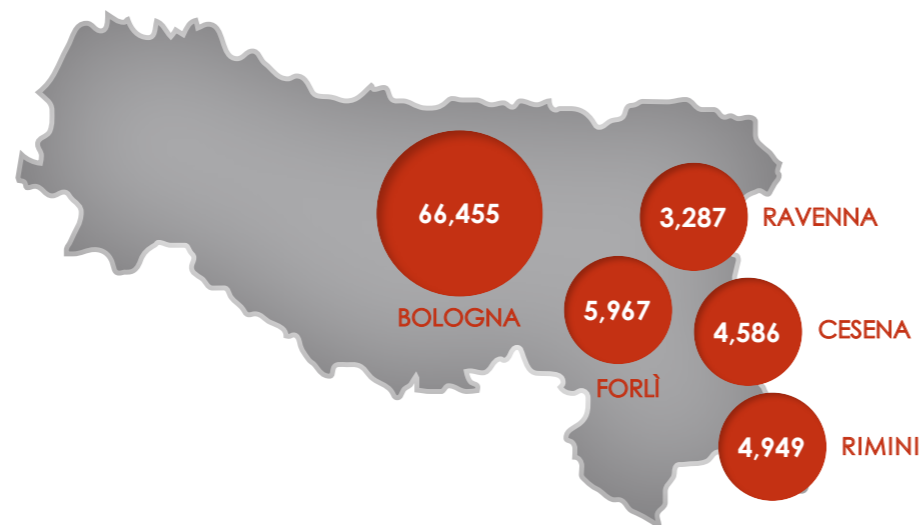 66,455
BOLOGNA
3,287
RAVENNA
5,967
FORLÌ
4,586
CESENA
4,949
RIMINI